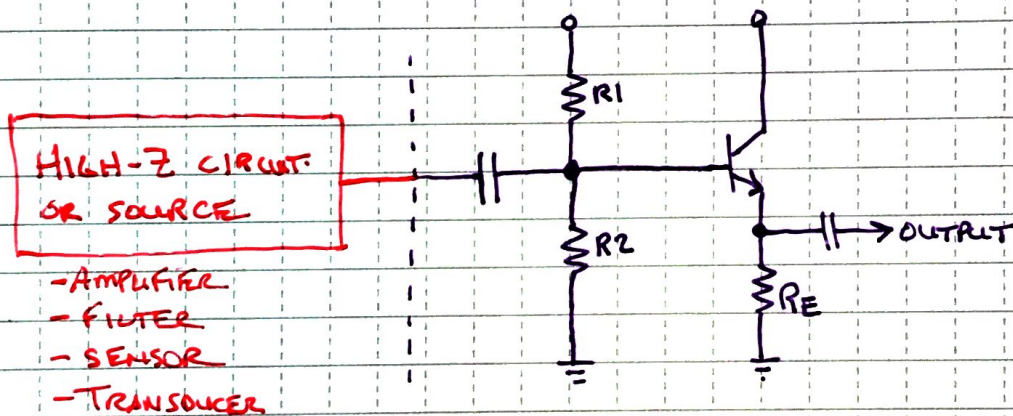 HIGH-Z CIRCUIT
OR SOURCE
-AMPLIFIER
-FILTER
-SENSOR
-TRANSDUCER
R1
R2
OUTPUT
RE